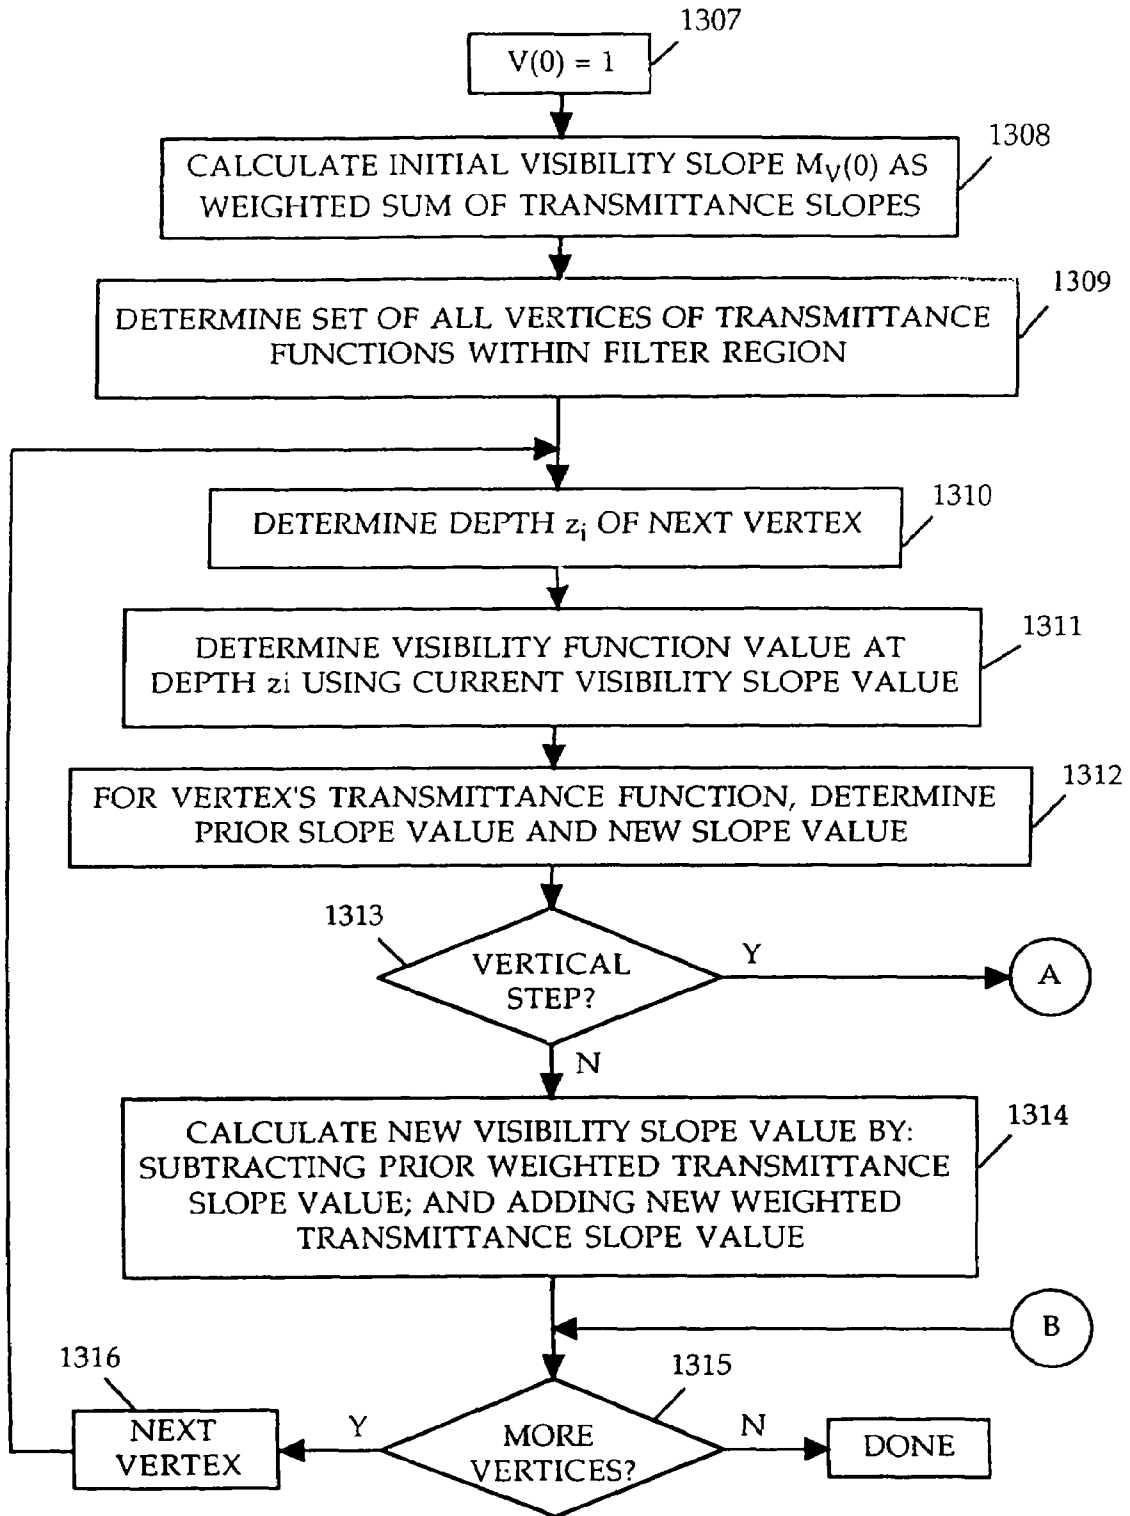 1307
V(0) = 1
1308
CALCULATE INITIAL VISIBILITY SLOPE MV(0) AS
WEIGHTED SUM OF TRANSMITTANCE SLOPES
1309
DETERMINE SET OF ALL VERTICES OF TRANSMITTANCE
FUNCTIONS WITHIN FILTER REGION
1310
DETERMINE DEPTH zi OF NEXT VERTEX
1311
DETERMINE VISIBILITY FUNCTION VALUE AT
DEPTH zi USING CURRENT VISIBILITY SLOPE VALUE
1312
FOR VERTEX'S TRANSMITTANCE FUNCTION, DETERMINE
PRIOR SLOPE VALUE AND NEW SLOPE VALUE
1313
VERTICAL
STEP?
Y
A
N
1314
CALCULATE NEW VISIBILITY SLOPE VALUE BY:
SUBTRACTING PRIOR WEIGHTED TRANSMITTANCE
SLOPE VALUE; AND ADDING NEW WEIGHTED
TRANSMITTANCE SLOPE VALUE
B
1316
1315
NEXT
VERTEX
Y
MORE
VERTICES?
N
DONE